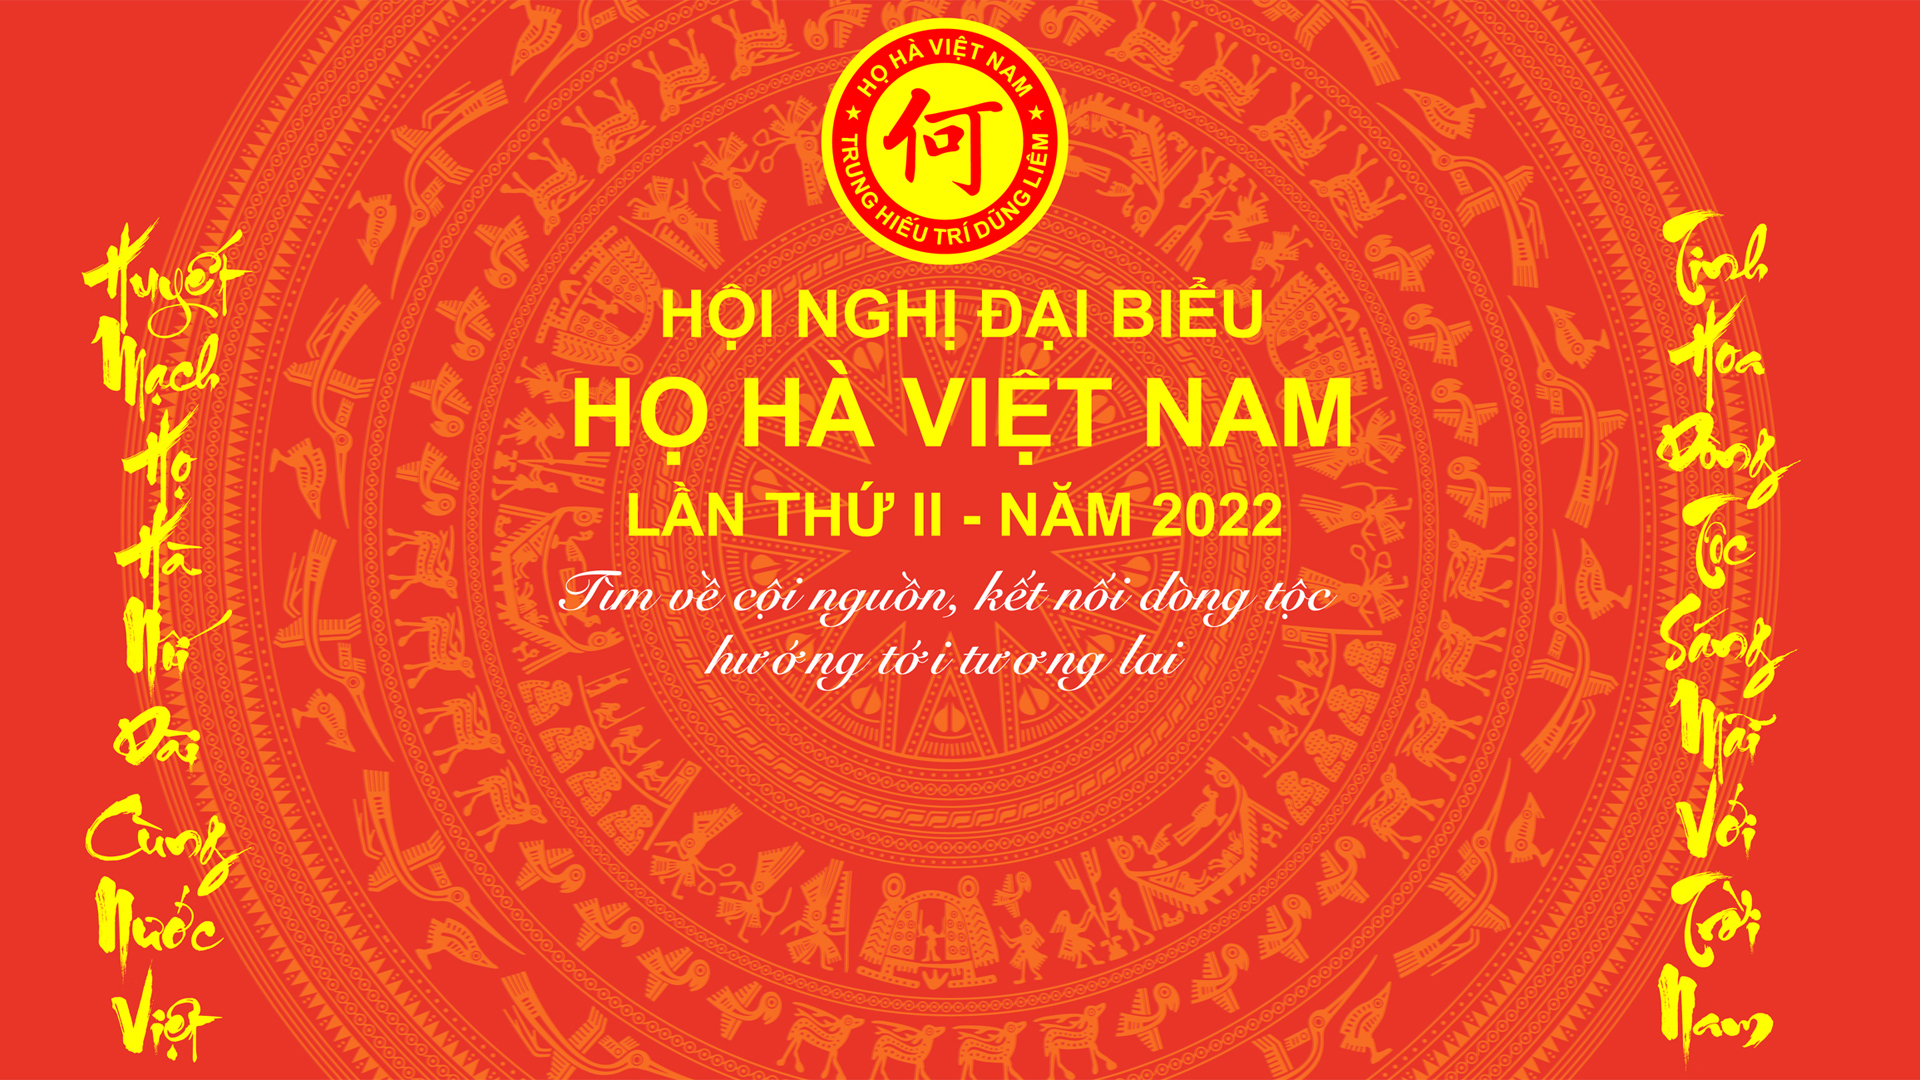 HỌ HÀ VIỆT NAM
何
TRUNG HIẾU TRÍ DŨNG LIÊM
HỘI NGHỊ ĐẠI BIỂU
HỌ HÀ VIỆT NAM
LẦN THỨ II - NĂM 2022
Tìm về cội nguồn, kết nối dòng tộc
hướng tới tương lai
Huyết
Mạch
Họ
Hà
Nối
Dài
Cùng
Nước
Việt
Tinh
Hoa
Dòng
Tộc
Sáng
Mãi
Với
Trời
Nam